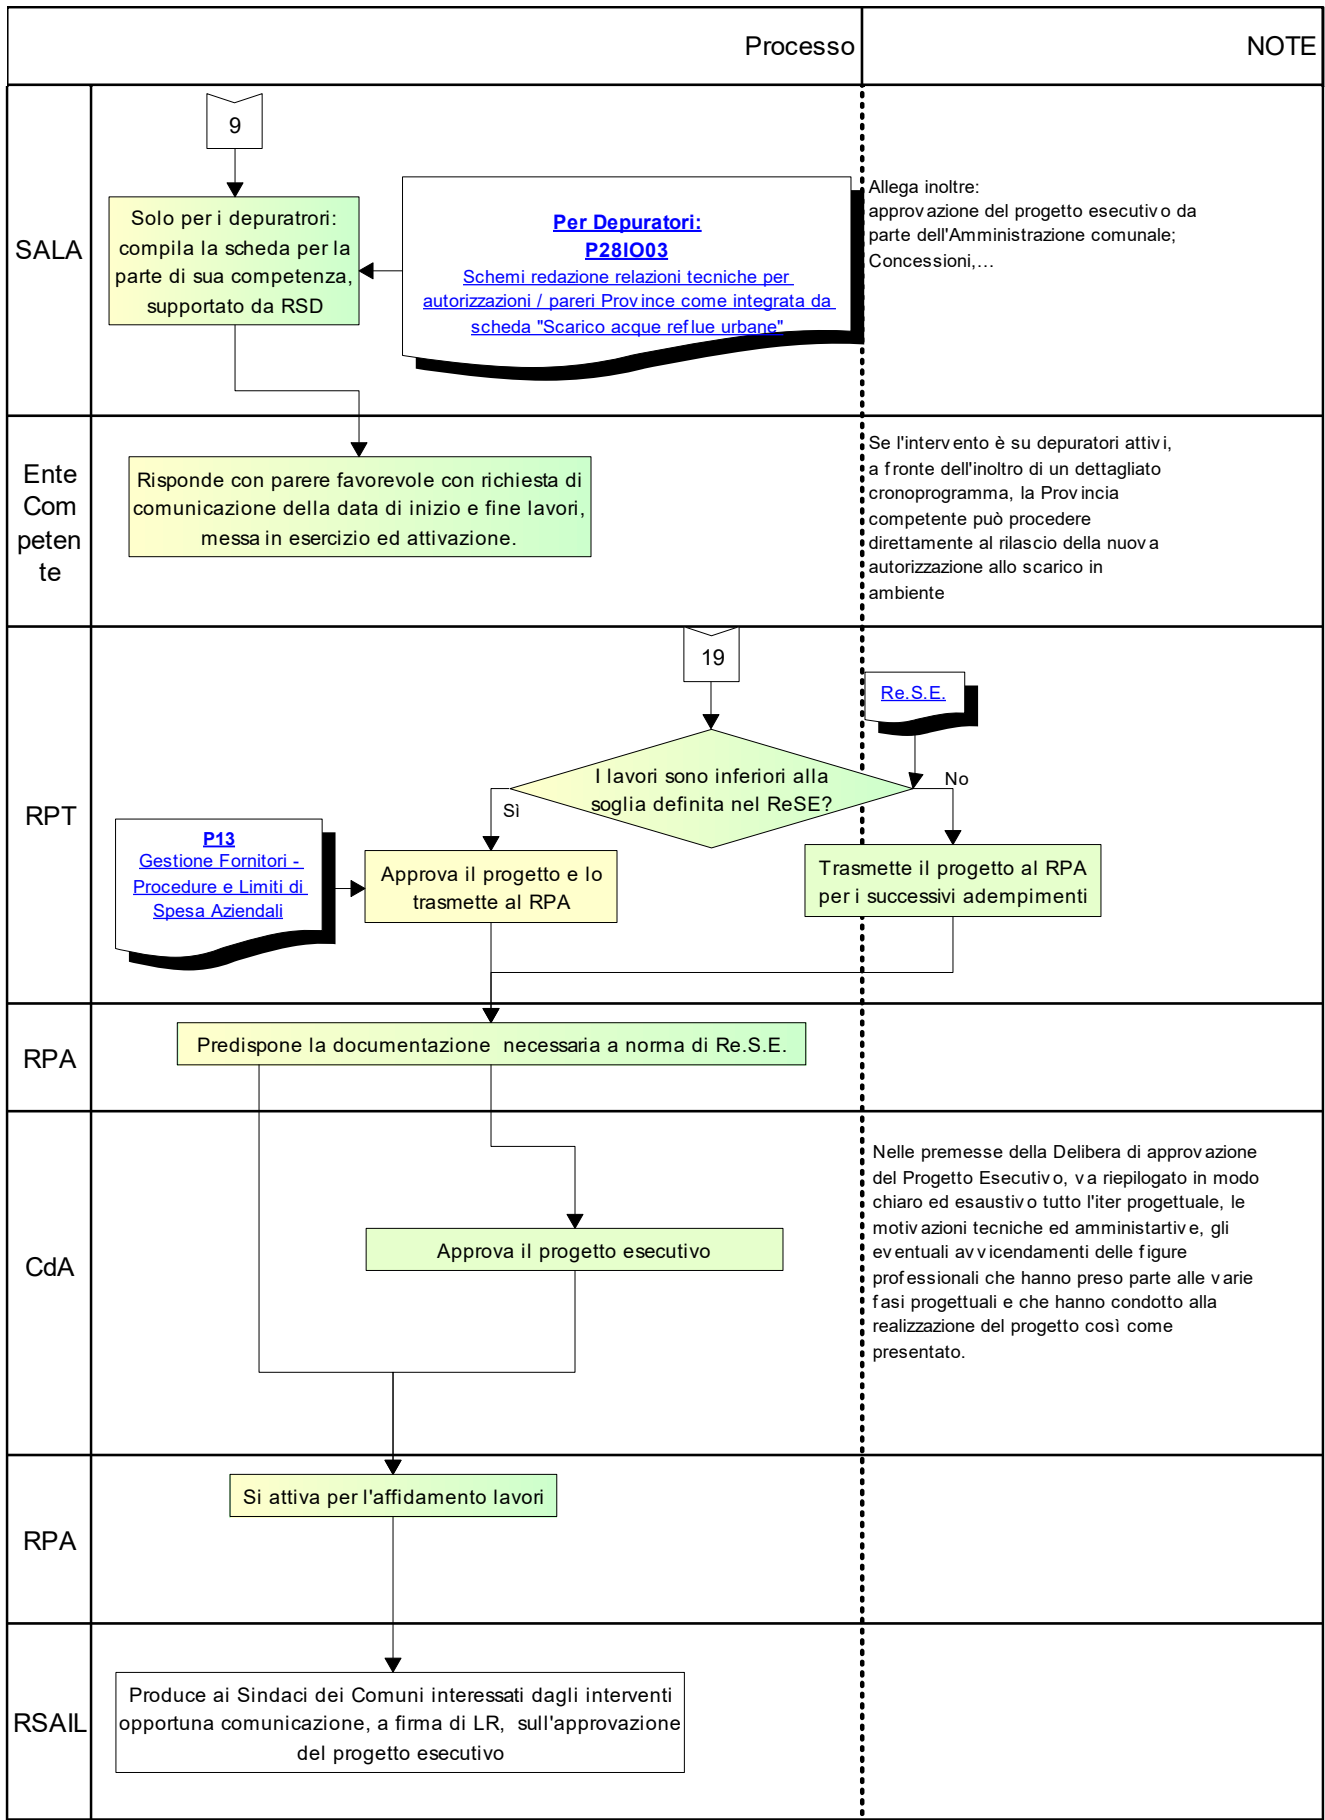 Processo
NOTE
SALA
9
Solo per i depuratrori:
compila la scheda per la
parte di sua competenza,
supportato da RSD
Per Depuratori:
P28IO03
Schemi redazione relazioni tecniche per
autorizzazioni / pareri Province come integrata da
scheda "Scarico acque reflue urbane"
Allega inoltre:
approvazione del progetto esecutivo da
parte dell'Amministrazione comunale;
Concessioni,…
Ente
Com
peten
te
Risponde con parere favorevole con richiesta di
comunicazione della data di inizio e fine lavori,
messa in esercizio ed attivazione.
Se l'intervento è su depuratori attivi,
a fronte dell'inoltro di un dettagliato
cronoprogramma, la Provincia
competente può procedere
direttamente al rilascio della nuova
autorizzazione allo scarico in
ambiente
RPT
19
Re.S.E.
I lavori sono inferiori alla
soglia definita nel ReSE?
Sì
No
P13
Gestione Fornitori -
Procedure e Limiti di
Spesa Aziendali
Approva il progetto e lo
trasmette al RPA
Trasmette il progetto al RPA
per i successivi adempimenti
RPA
Predispone la documentazione necessaria a norma di Re.S.E.
CdA
Approva il progetto esecutivo
Nelle premesse della Delibera di approvazione
del Progetto Esecutivo, va riepilogato in modo
chiaro ed esaustivo tutto l'iter progettuale, le
motivazioni tecniche ed amministartive, gli
eventuali avvicendamenti delle figure
professionali che hanno preso parte alle varie
fasi progettuali e che hanno condotto alla
realizzazione del progetto così come
presentato.
RPA
Si attiva per l'affidamento lavori
RSAIL
Produce ai Sindaci dei Comuni interessati dagli interventi
opportuna comunicazione, a firma di LR, sull'approvazione
del progetto esecutivo